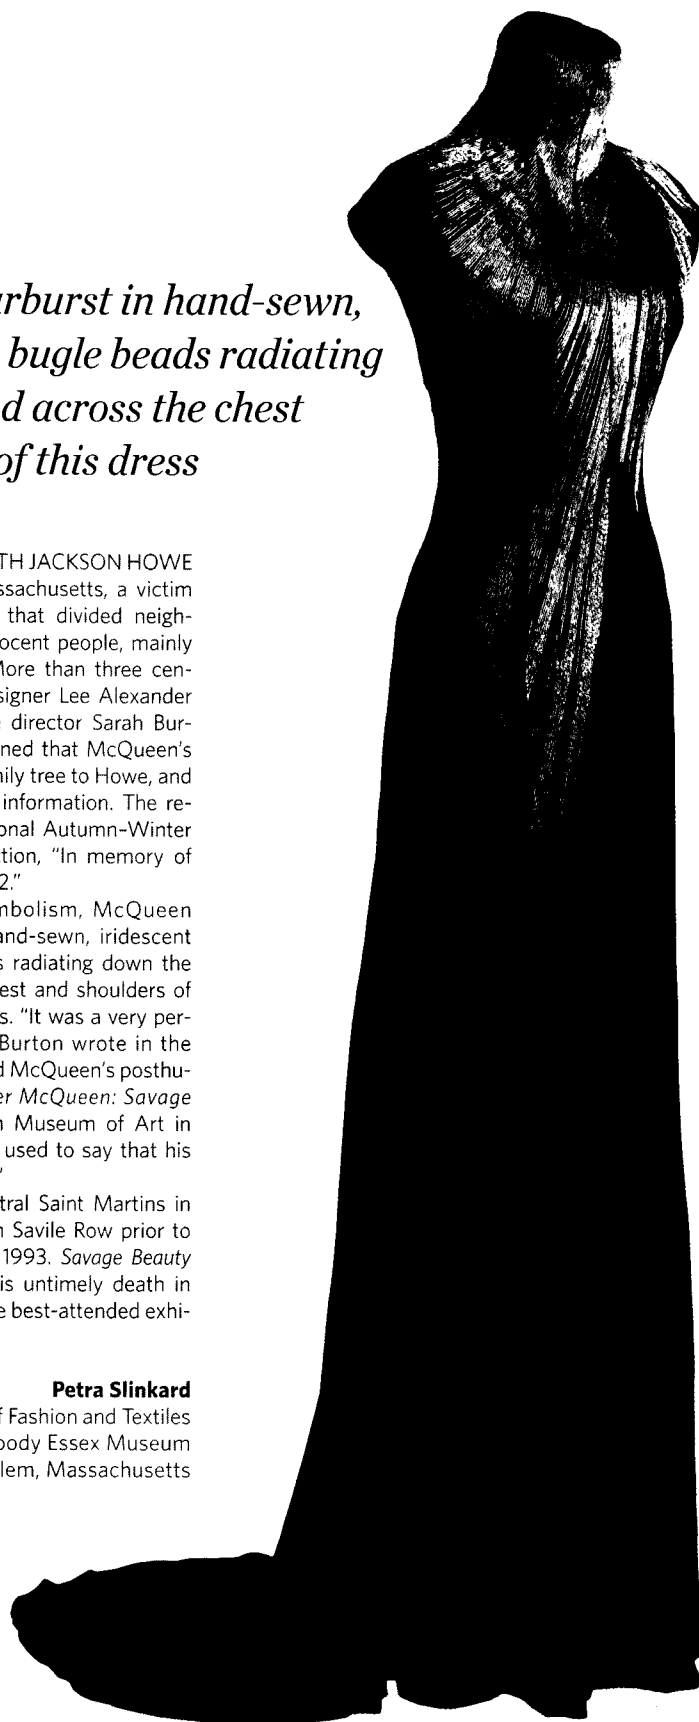 rburst in hand-sewn,
bugle beads radiating
d across the chest
of this dress
TH JACKSON HOWE
ssachusetts, a victim
that divided neigh-
ocent people, mainly
ore than three cen-
signer Lee Alexander
director Sarah Bur-
ned that McQueen's
ily tree to Howe, and
information. The re-
onal Autumn-Winter
tion, "In memory of
2."
mbolism, McQueen
and-sewn, iridescent
s radiating down the
est and shoulders of
s. "It was a very per-
Burton wrote in the
d McQueen's posthu-
er McQueen: Savage
Museum of Art in
used to say that his
"
tral Saint Martins in
n Savile Row prior to
1993. Savage Beauty
is untimely death in
e best-attended exhi-
Petra Slinkard
f Fashion and Textiles
body Essex Museum
lem, Massachusetts